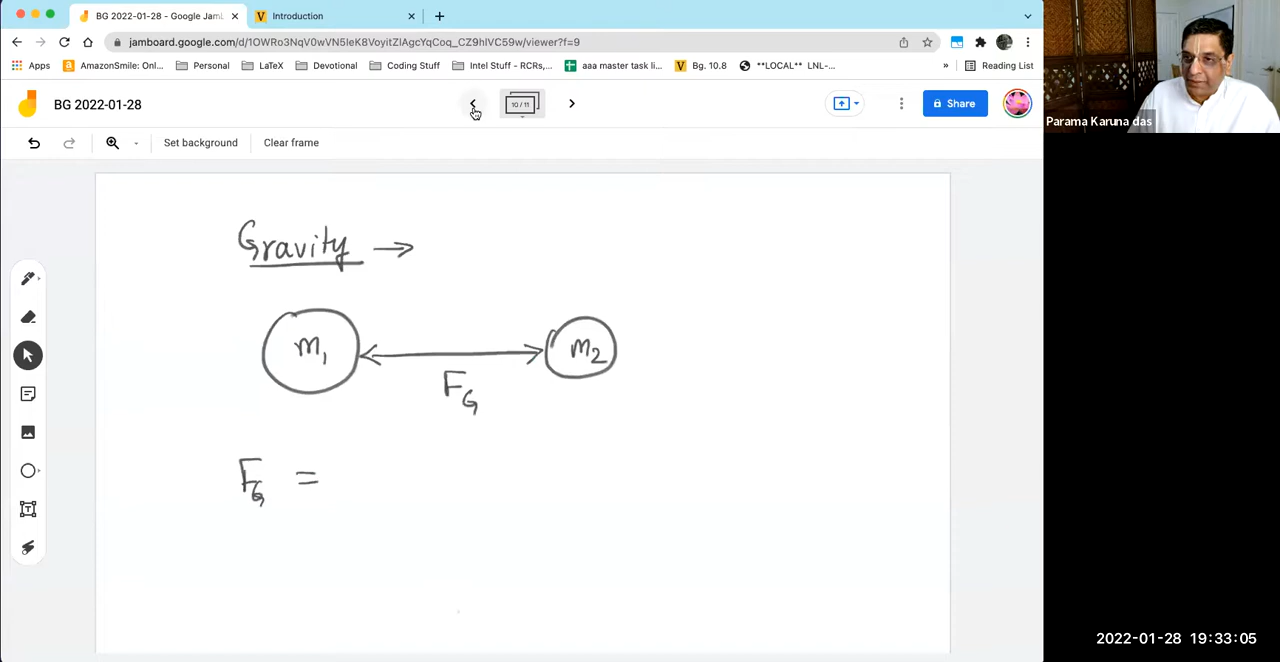 BG 2022-01-28 - Google Jam
Introduction
jamboard.google.com/d/1OWRo3NqV0wVN5IeK8VoyitZlAgcYqCoq_CZ9hlVC59w/viewer?f=9
Apps
AmazonSmile: Onl...
Personal
LaTeX
Devotional
Coding Stuff
Intel Stuff - RCRs,...
aaa master task li...
Bg. 10.8
**LOCAL** LNL-...
»
Reading List
BG 2022-01-28
10 / 11
Share
Parama Karuna das
Set background
Clear frame
Gravity →
m₁
m₂
F_G
F_G =
2022-01-28 19:33:05